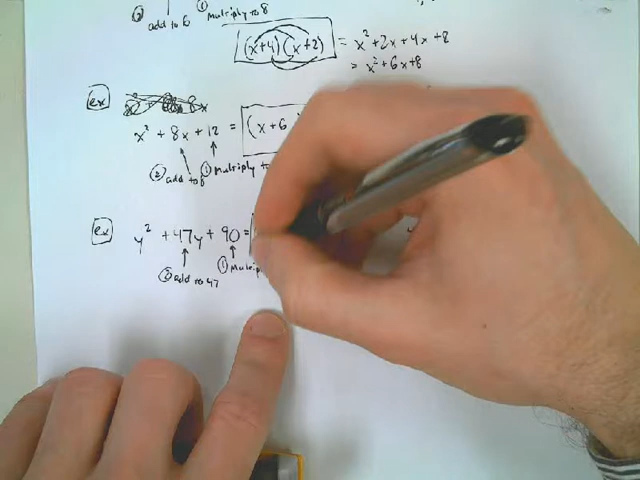 ② add to 6 ① multiply to 8
(x+4)(x+2) = x² + 2x + 4x + 8
= x² + 6x + 8
ex
x² + 8x + 12 = (x + 6
② add to 8 ① multiply to
ex
y² + 47y + 90 =
② add to 47 ①